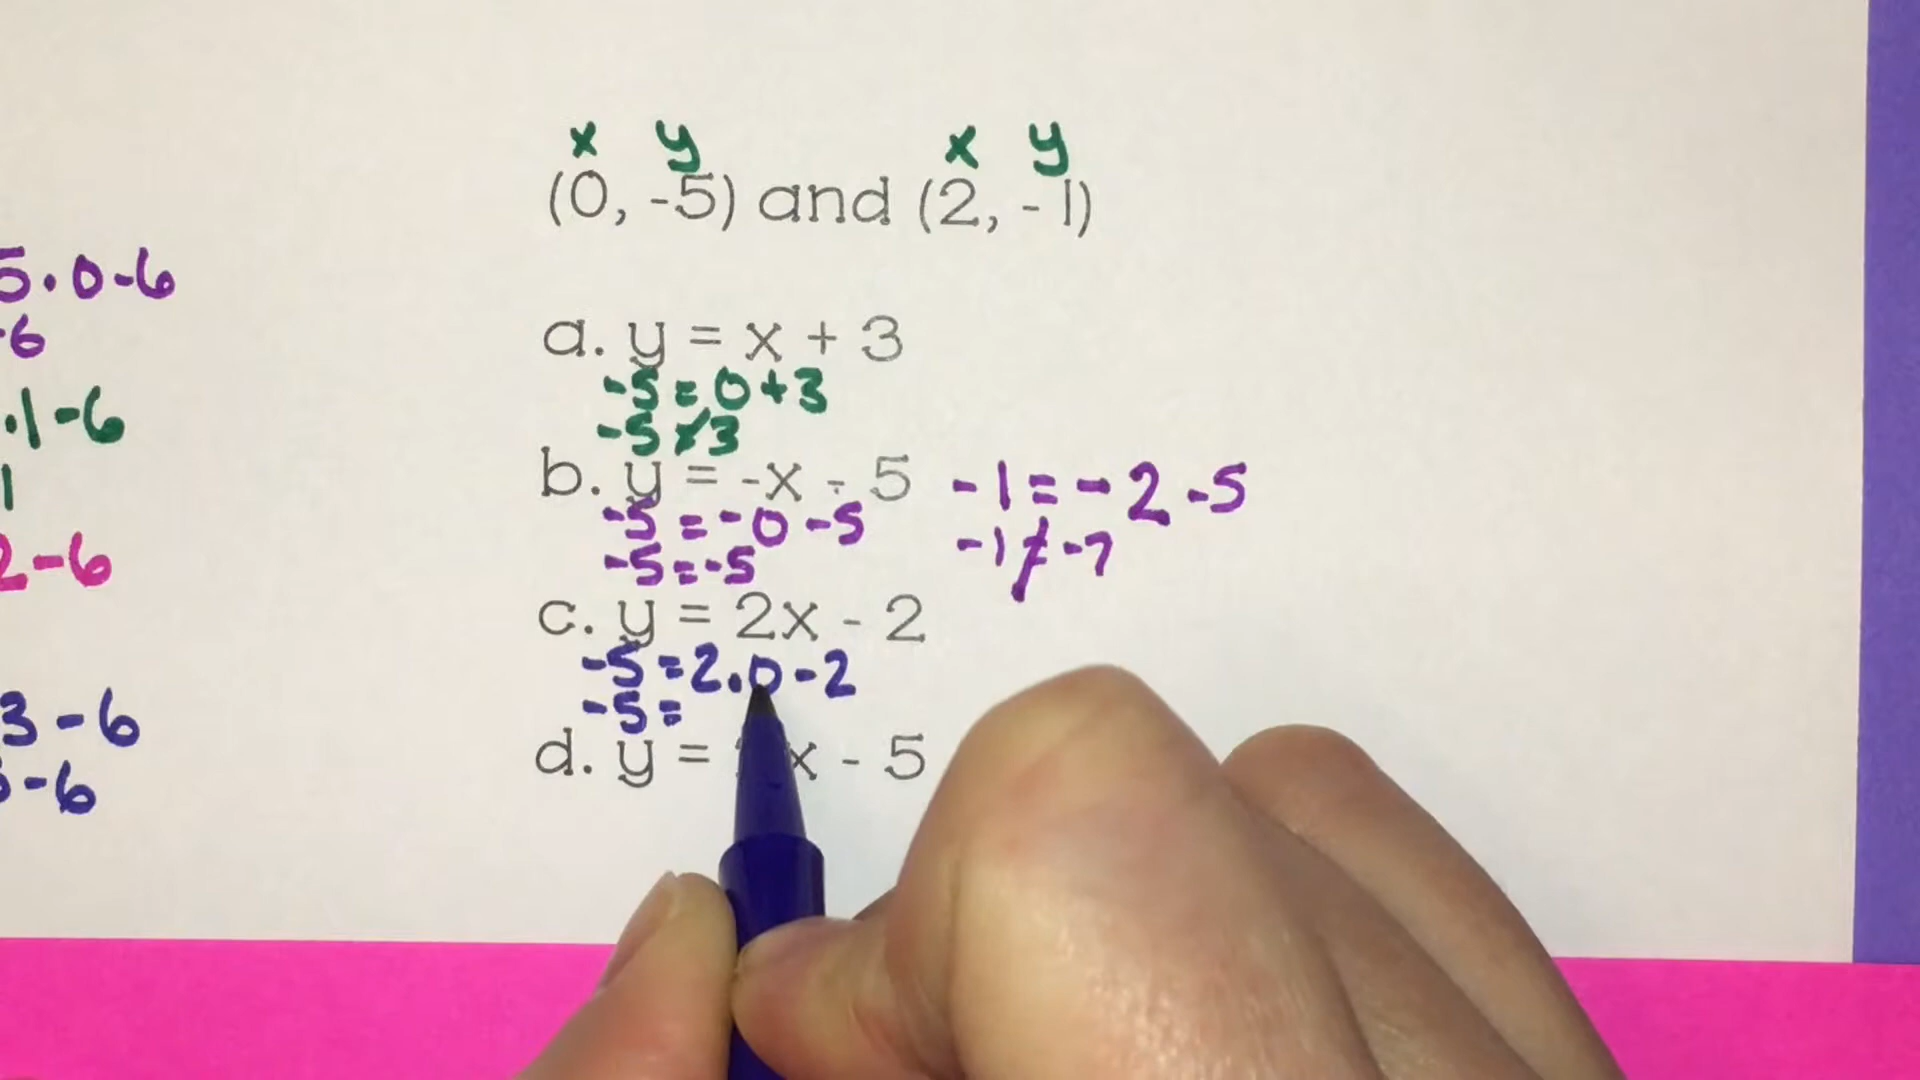 x y x y
(0, -5) and (2, -1)
5·0-6
-6
a. y = x + 3
-5=0+3
-5≠3
·1-6
1
b. y = -x - 5 -1=-2-5
-5=-0-5 -1≠-7
-5=-5
2-6
c. y = 2x - 2
-5=2·0-2
-5=
3-6
d. y = x - 5
-6